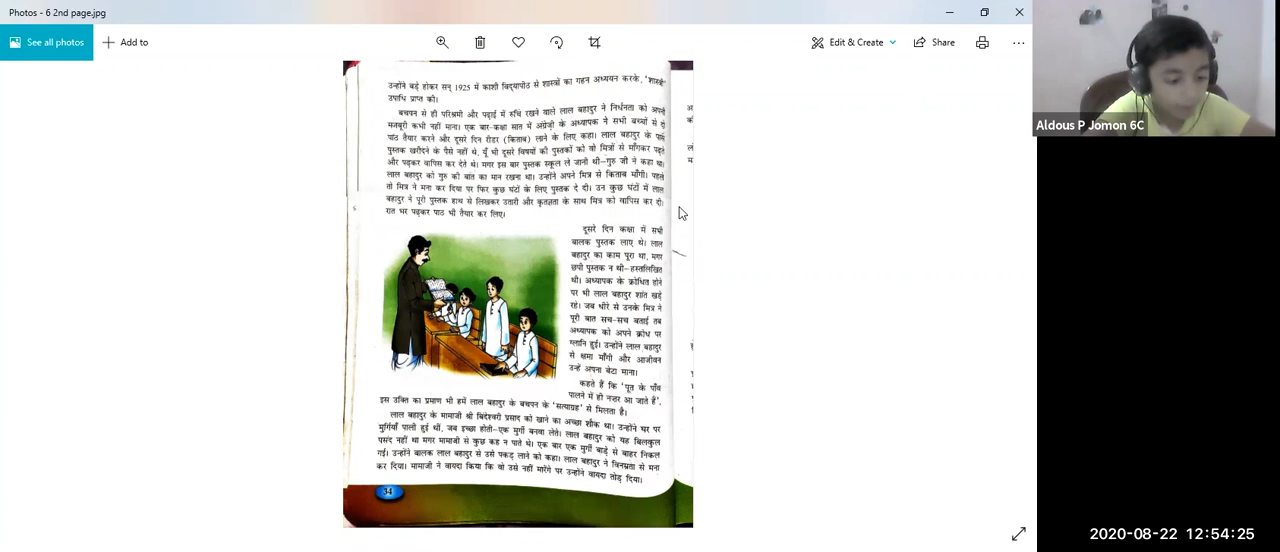 Photos - 6 2nd page.jpg
See all photos
Add to
Edit & Create
Share
उन्होंने बड़े होकर सन् 1925 में काशी विद्यापीठ से शास्त्रों का गहन अध्ययन करके, 'शास्त्री'
उपाधि प्राप्त की।
बचपन से ही परिश्रमी और पढ़ाई में रुचि रखने वाले लाल बहादुर ने निर्धनता को अपनी
मजबूरी कभी नहीं माना। एक बार-कक्षा सात में अंग्रेज़ी के अध्यापक ने सभी बच्चों से दो
पाठ तैयार करने और दूसरे दिन रीडर (किताब) लाने के लिए कहा। लाल बहादुर के पास
पुस्तक खरीदने के पैसे नहीं थे, यूँ भी दूसरे विषयों की पुस्तकों को वो मित्रों से माँगकर पढ़ते
और पढ़कर वापिस कर देते थे। मगर इस बार पुस्तक स्कूल ले जानी थी-गुरु जी ने कहा था।
लाल बहादुर को गुरु की बात का मान रखना था। उन्होंने अपने मित्र से किताब माँगी। पहले
तो मित्र ने मना कर दिया पर फिर कुछ घंटों के लिए पुस्तक दे दी। उन कुछ घंटों में लाल
बहादुर ने पूरी पुस्तक हाथ से लिखकर उतारी और कृतज्ञता के साथ मित्र को वापिस कर दी।
रात भर पढ़कर पाठ भी तैयार कर लिए।
दूसरे दिन कक्षा में सभी
बालक पुस्तक लाए थे। लाल
बहादुर का काम पूरा था, मगर
छपी पुस्तक न थी-हस्तलिखित
थी। अध्यापक के क्रोधित होने
पर भी लाल बहादुर शांत खड़े
रहे। जब धीरे से उनके मित्र ने
पूरी बात सच-सच बताई तब
अध्यापक को अपने क्रोध पर
ग्लानि हुई। उन्होंने लाल बहादुर
से क्षमा माँगी और आजीवन
उन्हें अपना बेटा माना।
कहते हैं कि 'पूत के पाँव
पालने में ही नज़र आ जाते हैं',
इस उक्ति का प्रमाण भी हमें लाल बहादुर के बचपन के 'सत्याग्रह' से मिलता है।
लाल बहादुर के मामाजी श्री बिंदेश्वरी प्रसाद को खाने का अच्छा शौक था। उन्होंने घर पर
मुर्गियाँ पाली हुई थीं, जब इच्छा होती-एक मुर्गी बनवा लेते। लाल बहादुर को यह बिलकुल
पसंद नहीं था मगर मामाजी से कुछ कह न पाते थे। एक बार एक मुर्गी बाड़े से बाहर निकल
गई। उन्होंने बालक लाल बहादुर से उसे पकड़ लाने को कहा। लाल बहादुर ने विनम्रता से मना
कर दिया। मामाजी ने वायदा किया कि वो उसे नहीं मारेंगे पर उन्होंने वायदा तोड़ दिया।
34
Aldous P Jomon 6C
2020-08-22 12:54:25